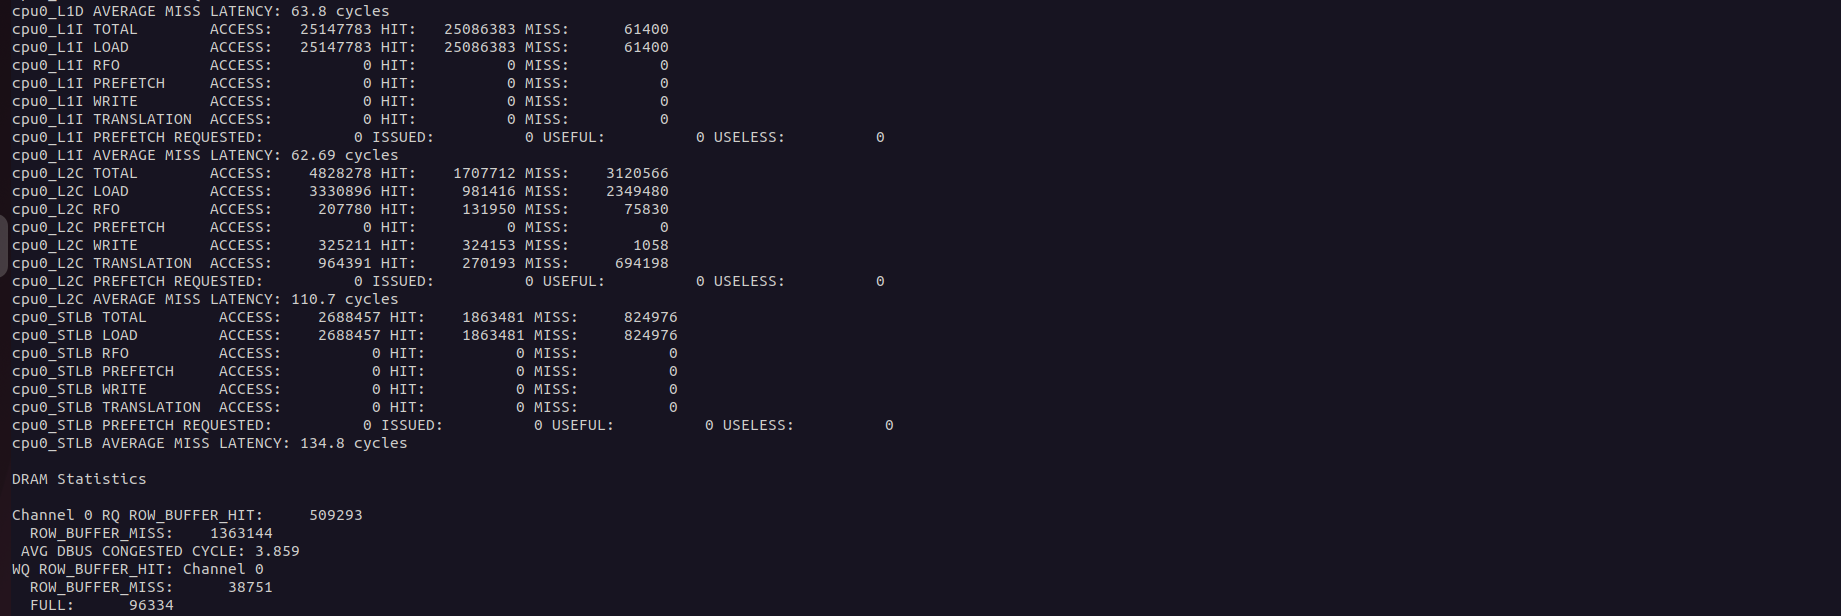 cpu0_L1D AVERAGE MISS LATENCY: 63.8 cycles
cpu0_L1I TOTAL        ACCESS:   25147783 HIT:   25086383 MISS:      61400
cpu0_L1I LOAD         ACCESS:   25147783 HIT:   25086383 MISS:      61400
cpu0_L1I RFO          ACCESS:          0 HIT:          0 MISS:          0
cpu0_L1I PREFETCH     ACCESS:          0 HIT:          0 MISS:          0
cpu0_L1I WRITE        ACCESS:          0 HIT:          0 MISS:          0
cpu0_L1I TRANSLATION  ACCESS:          0 HIT:          0 MISS:          0
cpu0_L1I PREFETCH REQUESTED:          0 ISSUED:          0 USEFUL:          0 USELESS:          0
cpu0_L1I AVERAGE MISS LATENCY: 62.69 cycles
cpu0_L2C TOTAL        ACCESS:    4828278 HIT:    1707712 MISS:    3120566
cpu0_L2C LOAD         ACCESS:    3330896 HIT:     981416 MISS:    2349480
cpu0_L2C RFO          ACCESS:     207780 HIT:     131950 MISS:      75830
cpu0_L2C PREFETCH     ACCESS:          0 HIT:          0 MISS:          0
cpu0_L2C WRITE        ACCESS:     325211 HIT:     324153 MISS:       1058
cpu0_L2C TRANSLATION  ACCESS:     964391 HIT:     270193 MISS:     694198
cpu0_L2C PREFETCH REQUESTED:          0 ISSUED:          0 USEFUL:          0 USELESS:          0
cpu0_L2C AVERAGE MISS LATENCY: 110.7 cycles
cpu0_STLB TOTAL        ACCESS:    2688457 HIT:    1863481 MISS:     824976
cpu0_STLB LOAD         ACCESS:    2688457 HIT:    1863481 MISS:     824976
cpu0_STLB RFO          ACCESS:          0 HIT:          0 MISS:          0
cpu0_STLB PREFETCH     ACCESS:          0 HIT:          0 MISS:          0
cpu0_STLB WRITE        ACCESS:          0 HIT:          0 MISS:          0
cpu0_STLB TRANSLATION  ACCESS:          0 HIT:          0 MISS:          0
cpu0_STLB PREFETCH REQUESTED:          0 ISSUED:          0 USEFUL:          0 USELESS:          0
cpu0_STLB AVERAGE MISS LATENCY: 134.8 cycles
DRAM Statistics
Channel 0 RQ ROW_BUFFER_HIT:     509293
  ROW_BUFFER_MISS:    1363144
 AVG DBUS CONGESTED CYCLE: 3.859
WQ ROW_BUFFER_HIT: Channel 0
  ROW_BUFFER_MISS:      38751
  FULL:      96334